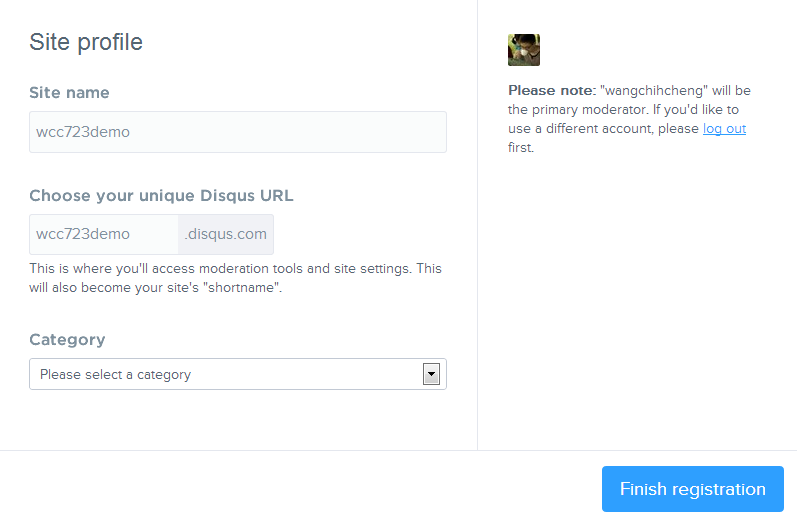 Site profile
Site name
wcc723demo
Choose your unique Disqus URL
wcc723demo .disqus.com
This is where you'll access moderation tools and site settings. This
will also become your site's "shortname".
Category
Please select a category
Please note: "wangchihcheng" will be
the primary moderator. If you'd like to
use a different account, please log out
first.
Finish registration